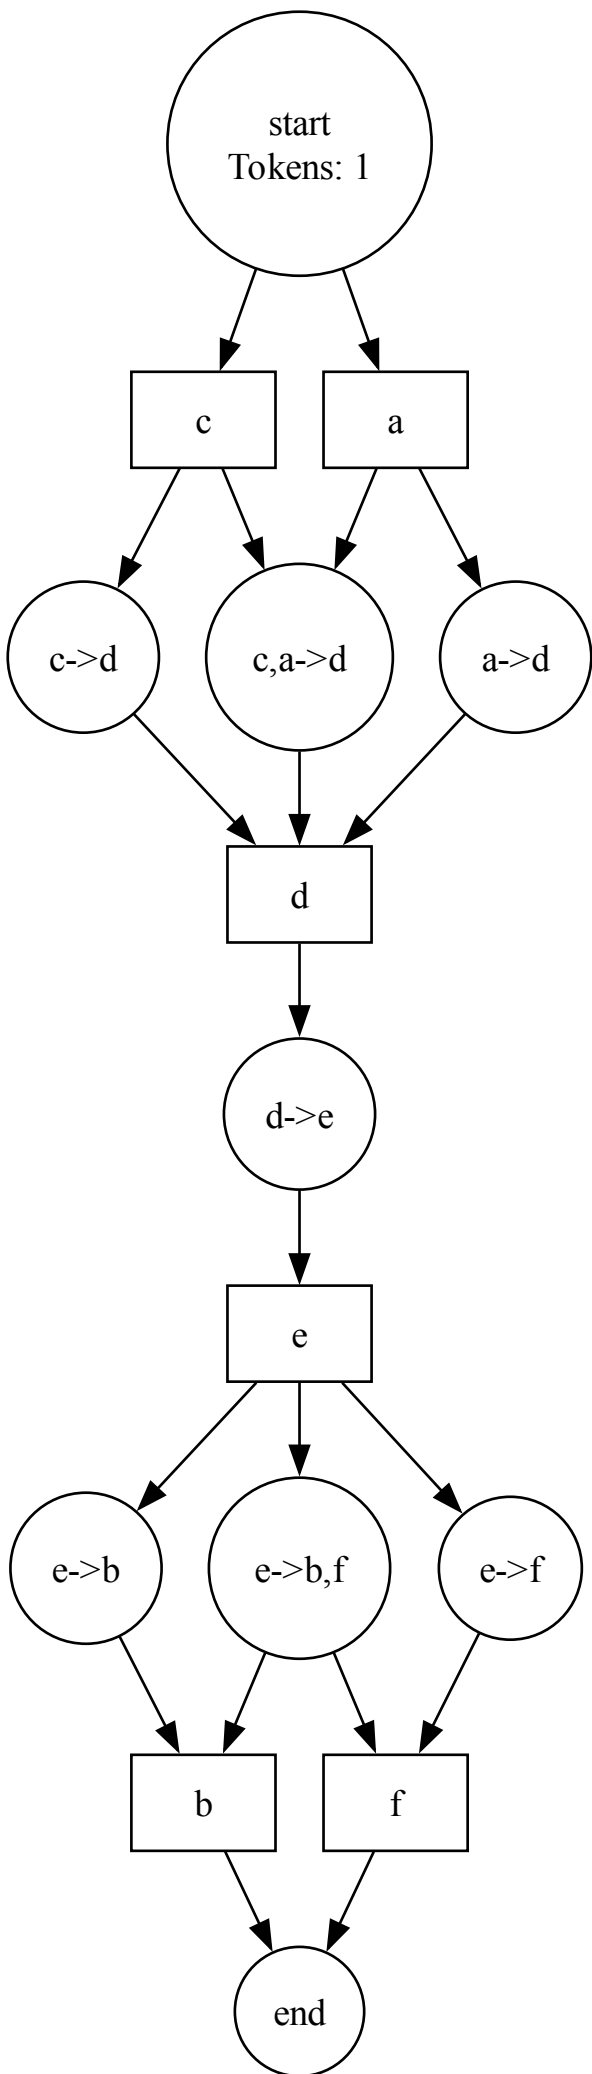 start
Tokens: 1
c
a
c->d
c,a->d
a->d
d
d->e
e
e->b
e->b,f
e->f
b
f
end